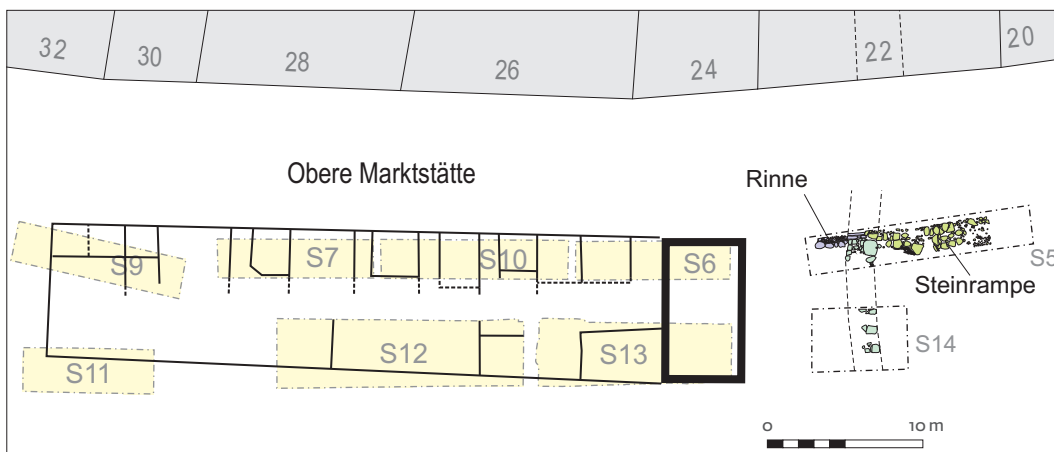 32
30
28
26
24
22
20
Obere Marktstätte
Rinne
S9
S7
S10
S6
S5
Steinrampe
S12
S13
S14
S11
0 10 m